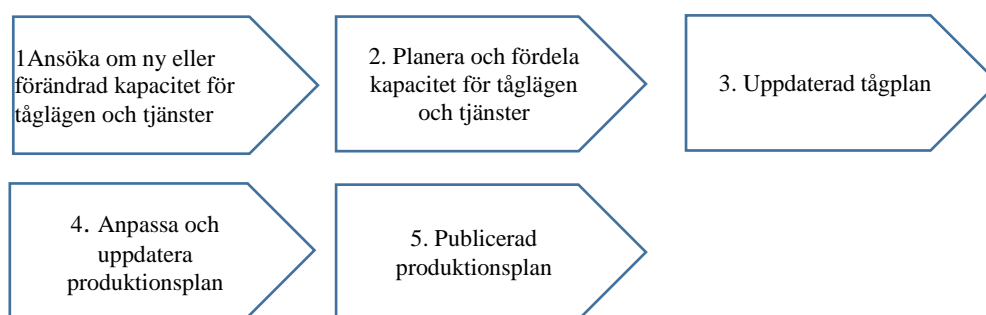 1Ansöka om ny eller
förändrad kapacitet för
tåglägen och tjänster
2. Planera och fördela
kapacitet för tåglägen
och tjänster
3. Uppdaterad tågplan
4. Anpassa och
uppdatera
produktionsplan
5. Publicerad
produktionsplan